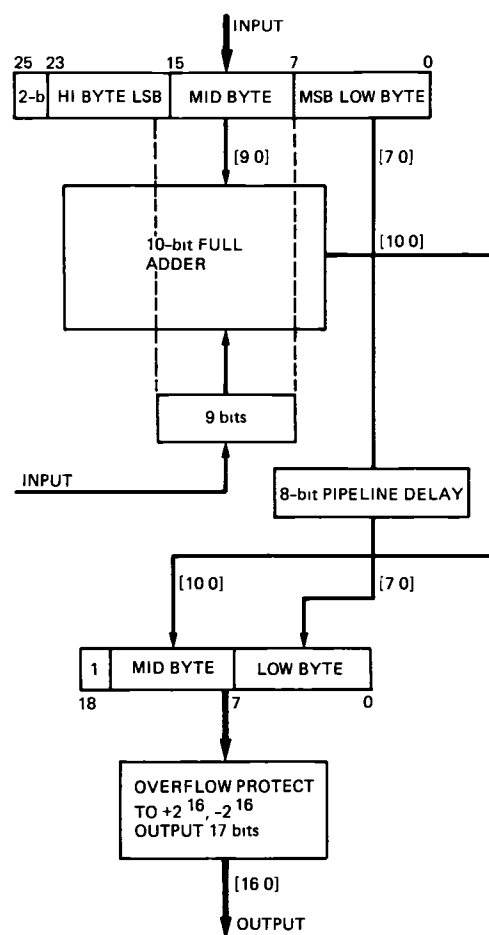 INPUT
25 23 15 7 0
2-b HI BYTE LSB MID BYTE MSB LOW BYTE
[9 0] [7 0]
10-bit FULL
ADDER
[10 0]
9 bits
INPUT
8-bit PIPELINE DELAY
[10 0] [7 0]
1 MID BYTE LOW BYTE
18 7 0
OVERFLOW PROTECT
TO +2^16, -2^16
OUTPUT 17 bits
[16 0]
OUTPUT